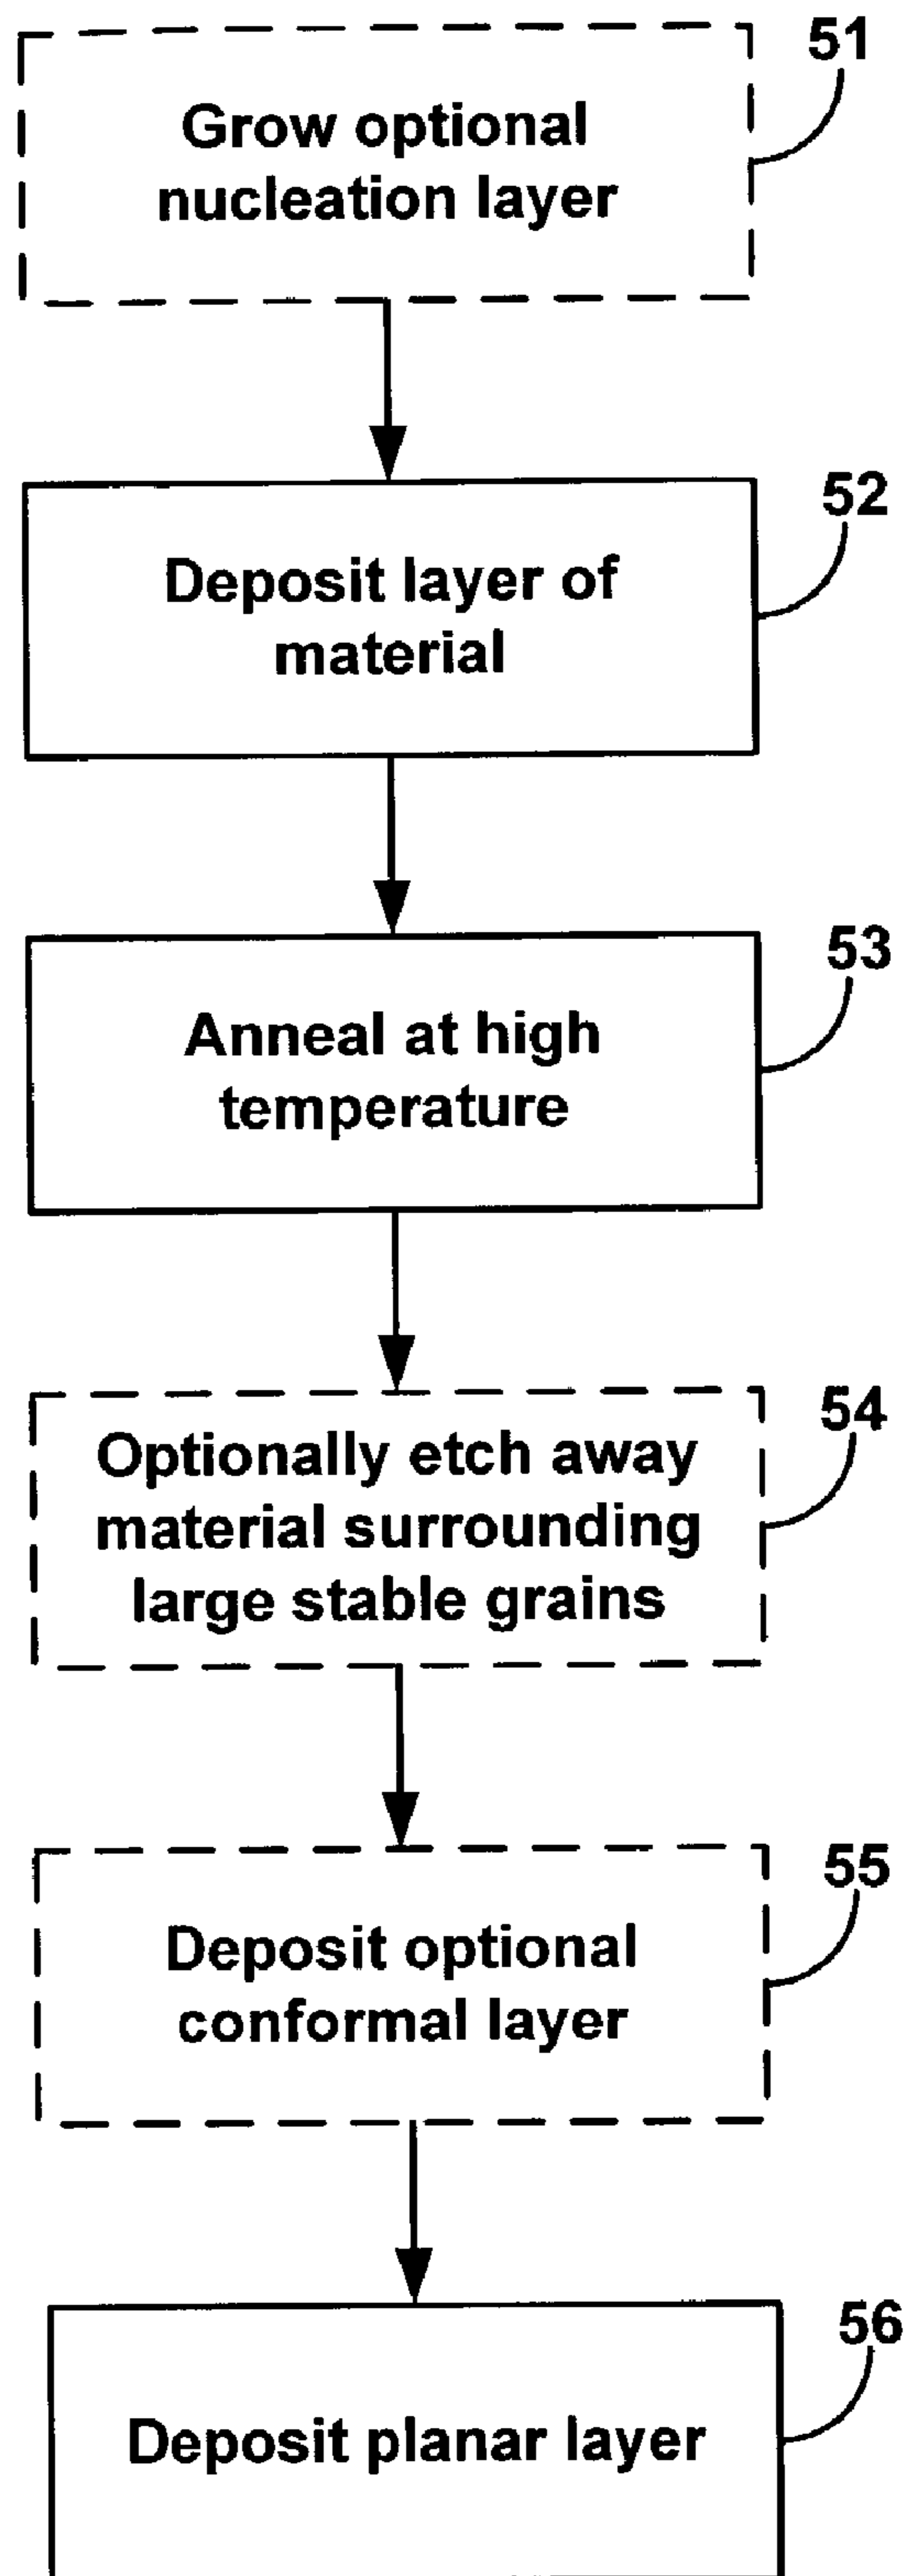 51
Grow optional
nucleation layer
52
Deposit layer of
material
53
Anneal at high
temperature
54
Optionally etch away
material surrounding
large stable grains
55
Deposit optional
conformal layer
56
Deposit planar layer